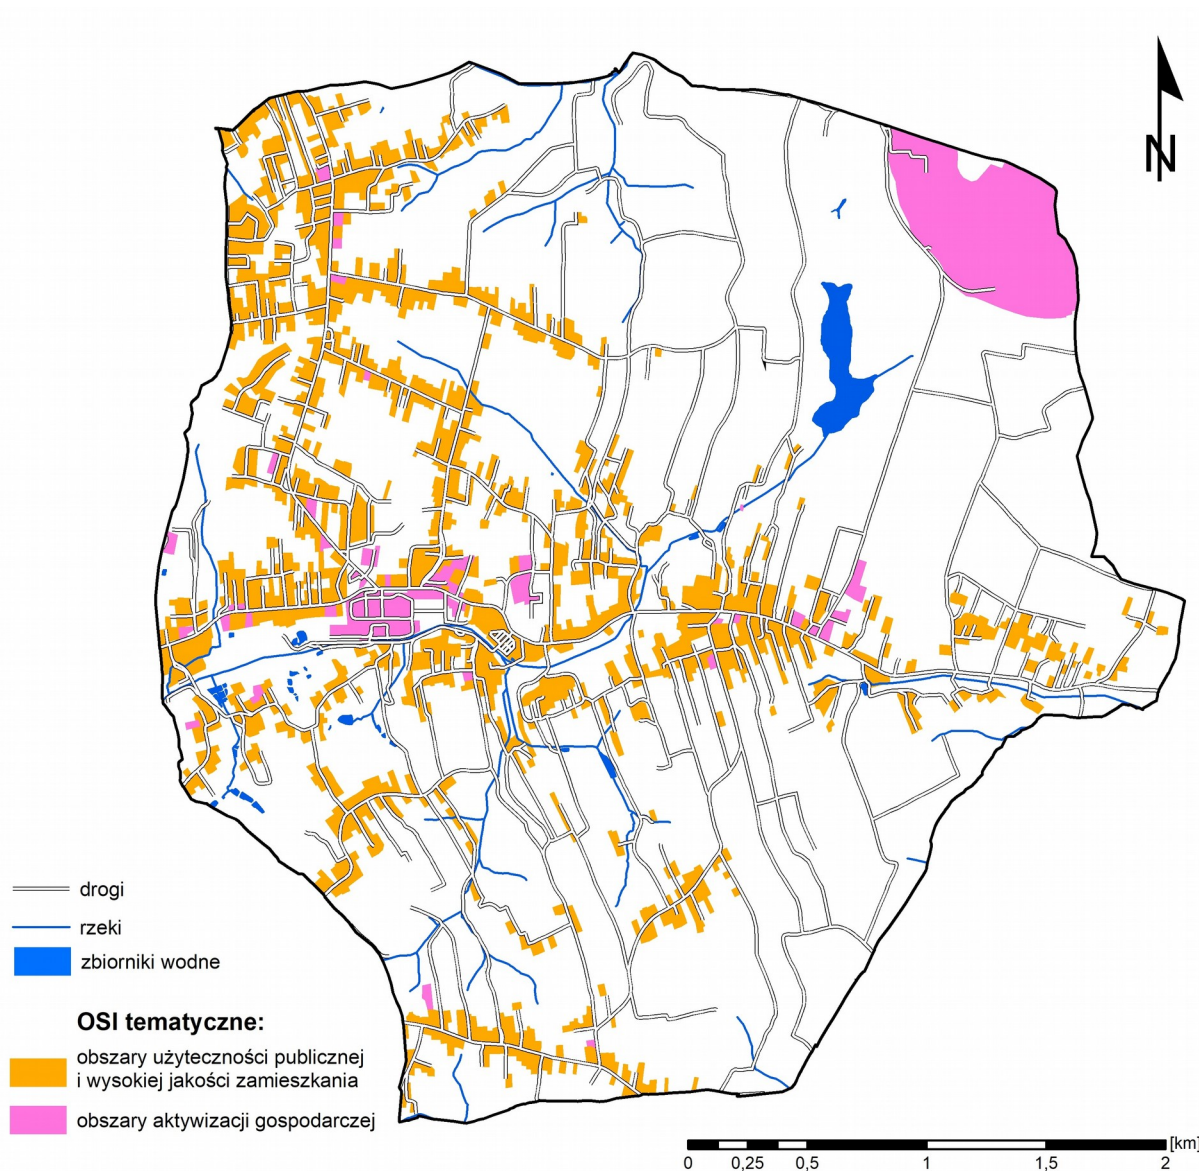 N
drogi
rzeki
zbiorniki wodne
OSI tematyczne:
obszary użyteczności publicznej
i wysokiej jakości zamieszkania
obszary aktywizacji gospodarczej
[km]
0 0,25 0,5 1 1,5 2